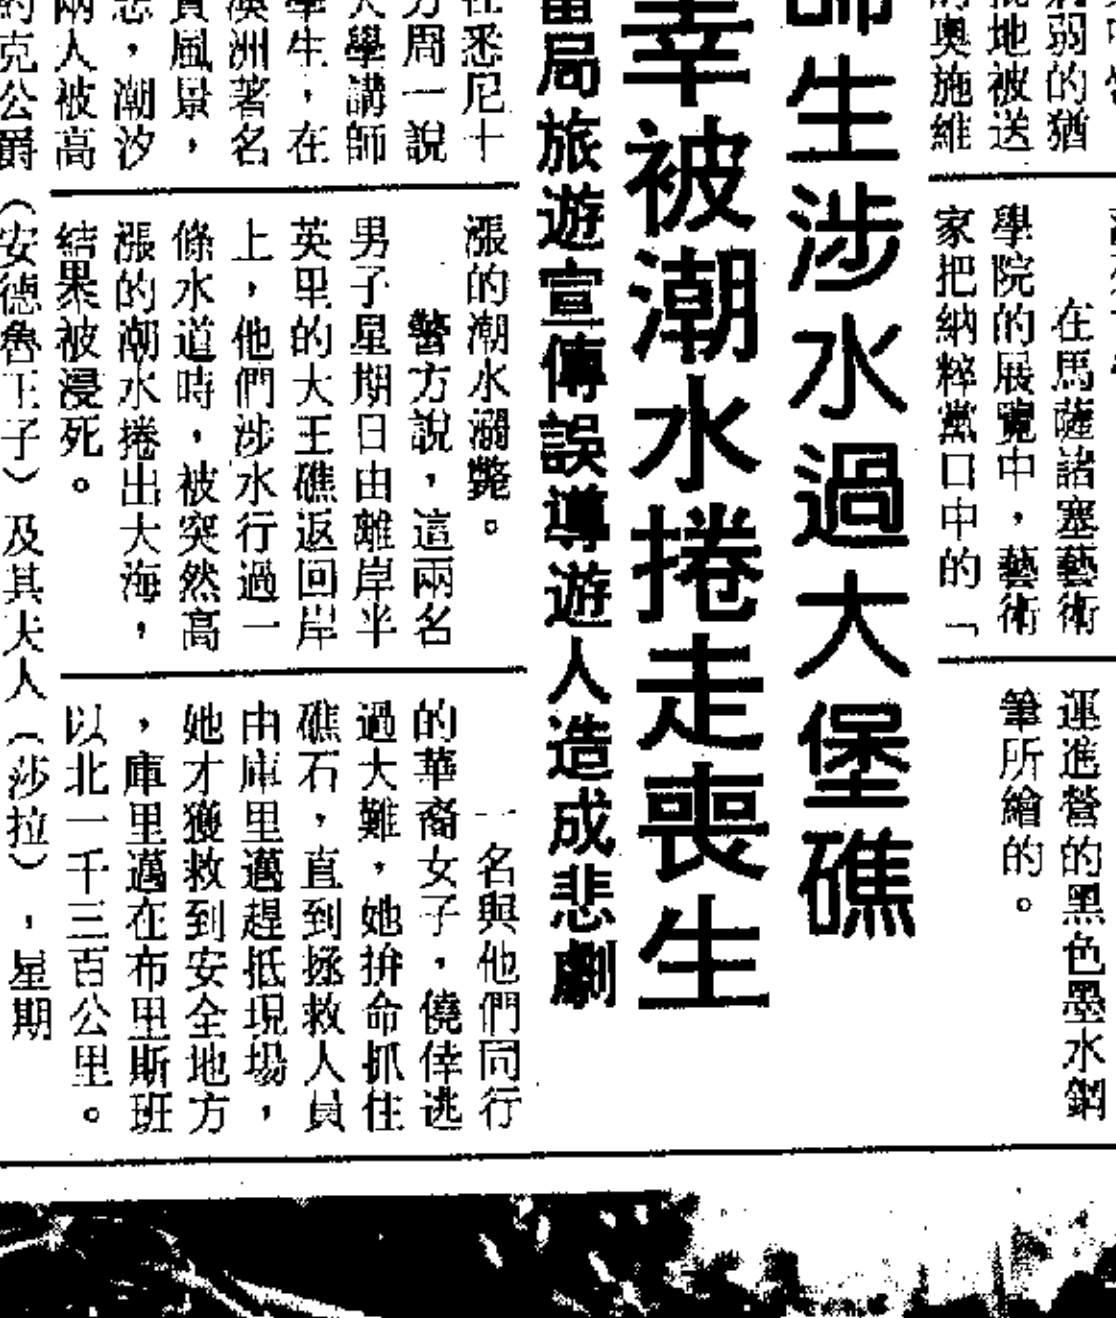 弱的猶
地被送
奧施維
在馬薩諸塞藝術
學院的展覽中，藝術
家把納粹黨口中的「
運進營的黑色墨水鋼
筆所繪的。
師生涉水過大堡礁
幸被潮水捲走喪生
當局旅遊宣傳誤導遊人造成悲劇
在悉尼十
方周一說
大學講師
學生，在
澳洲著名
賞風景，
，潮汐
兩人被高
漲的潮水溺斃。
警方說，這兩名
男子星期日由離岸半
英里的大王礁返回岸
上，他們涉水行過一
條水道時，被突然高
漲的潮水捲出大海，
結果被浸死。
一名與他們同行
的華裔女子，僥倖逃
過大難，她拚命抓住
礁石，直到拯救人員
由庫里邁趕抵現場，
她才獲救到安全地方
，庫里邁在布里斯班
以北一千三百公里。
約克公爵（安德魯王子）及其夫人（莎拉），星期